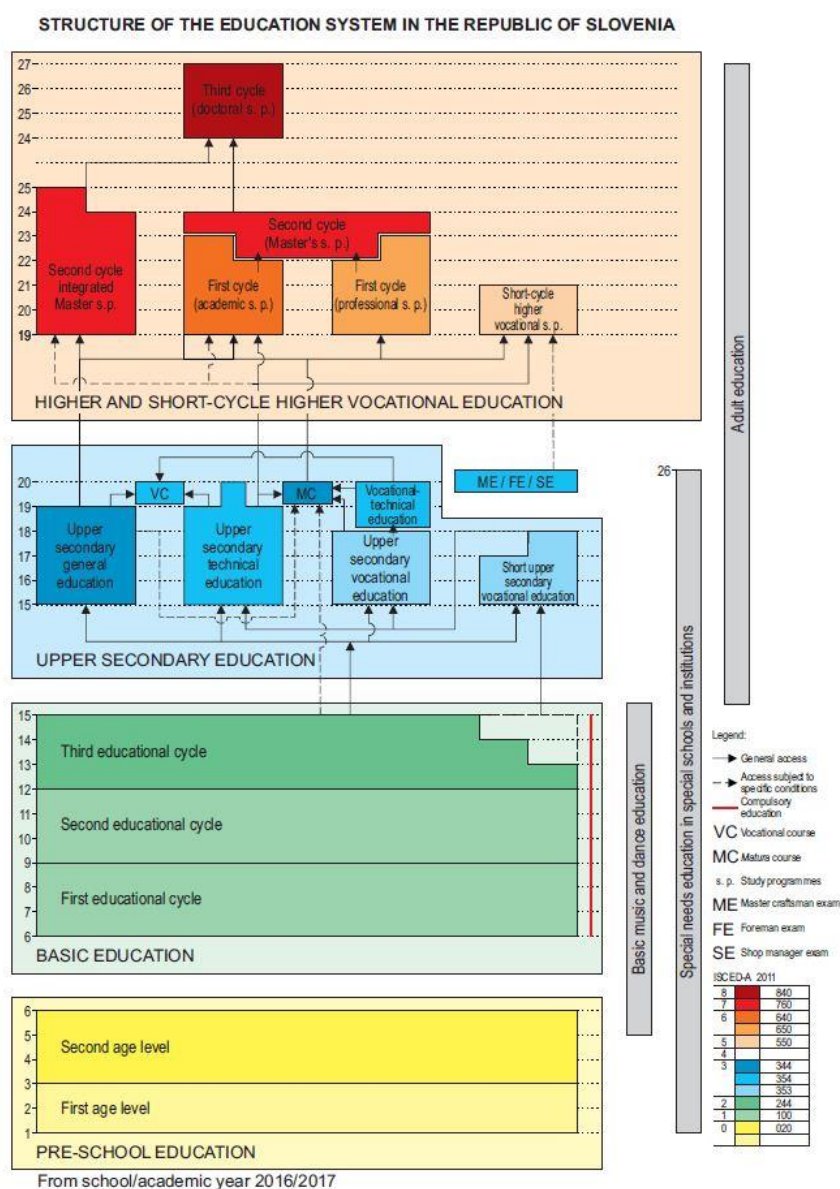 STRUCTURE OF THE EDUCATION SYSTEM IN THE REPUBLIC OF SLOVENIA
27
26
25
24
Third cycle
(doctoral s. p.)
25
24
23
22
21
20
19
Second cycle
integrated
Master s.p.
Second cycle
(Master's s. p.)
First cycle
(academic s. p.)
First cycle
(professional s. p.)
Short-cycle
higher
vocational s. p.
HIGHER AND SHORT-CYCLE HIGHER VOCATIONAL EDUCATION
Adult education
20
19
18
17
16
15
VC
MC
Vocational-
technical
education
ME / FE / SE
26
Upper
secondary
general
education
Upper
secondary
technical
education
Upper
secondary
vocational
education
Short upper
secondary
vocational education
UPPER SECONDARY EDUCATION
15
14
13
12
11
10
9
8
7
6
Third educational cycle
Second educational cycle
First educational cycle
BASIC EDUCATION
Basic music and dance education
Special needs education in special schools and institutions
6
5
4
3
2
1
Second age level
First age level
PRE-SCHOOL EDUCATION
From school/academic year 2016/2017
Legend:
General access
Access subject to
specific conditions
Compulsory
education
VC Vocational course
MC Matura course
s. p. Study programmes
ME Master craftsman exam
FE Foreman exam
SE Shop manager exam
ISCED-A 2011
8 840
7 760
6 640
650
5 550
4
3 344
354
353
2 244
1 100
0 020